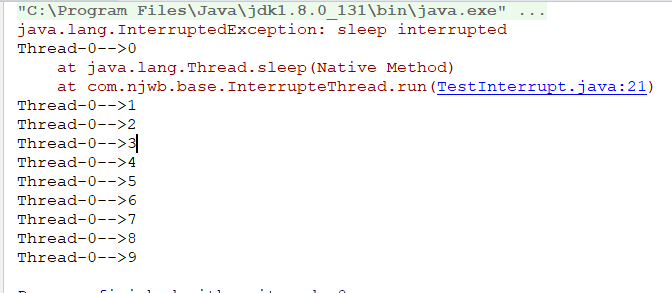 "C:\Program Files\Java\jdk1.8.0_131\bin\java.exe" ...
java.lang.InterruptedException: sleep interrupted
Thread-0-->0
    at java.lang.Thread.sleep(Native Method)
    at com.njwb.base.InterrupteThread.run(TestInterrupt.java:21)
Thread-0-->1
Thread-0-->2
Thread-0-->3
Thread-0-->4
Thread-0-->5
Thread-0-->6
Thread-0-->7
Thread-0-->8
Thread-0-->9